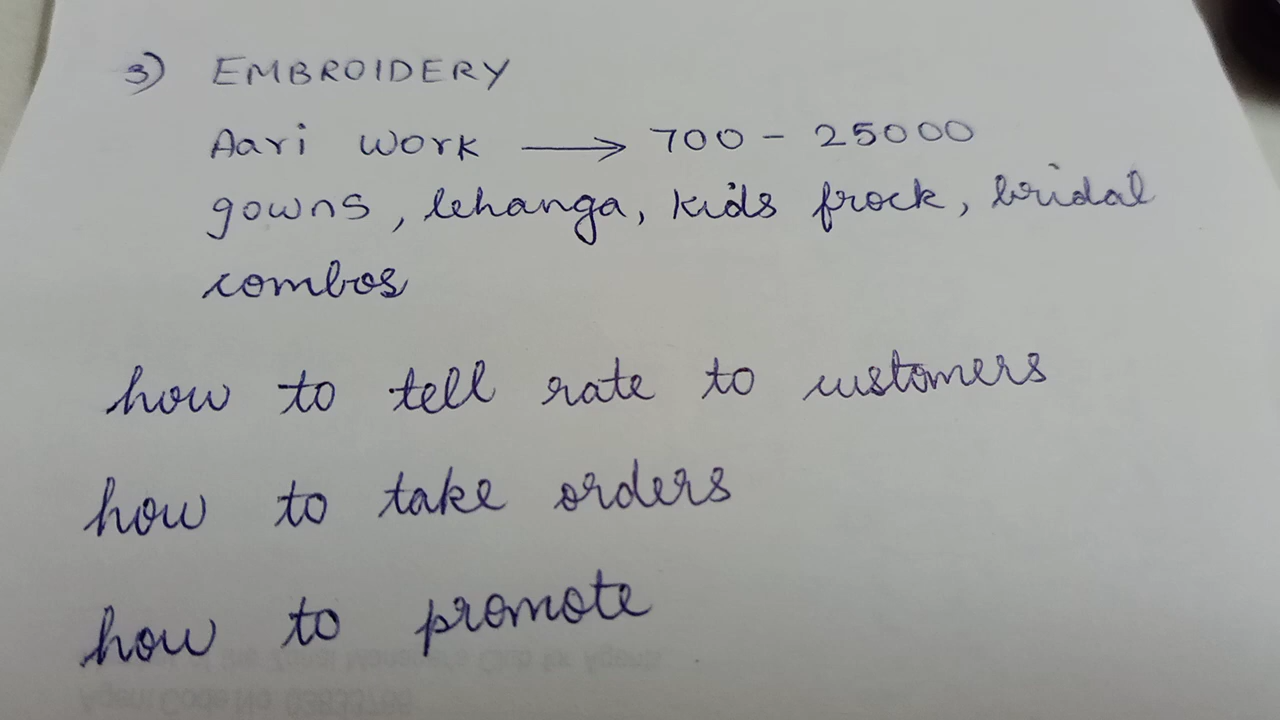 3) EMBROIDERY
Aari work → 700 - 25000
gowns, lehanga, kids frock, bridal
combos
how to tell rate to customers
how to take orders
how to promote